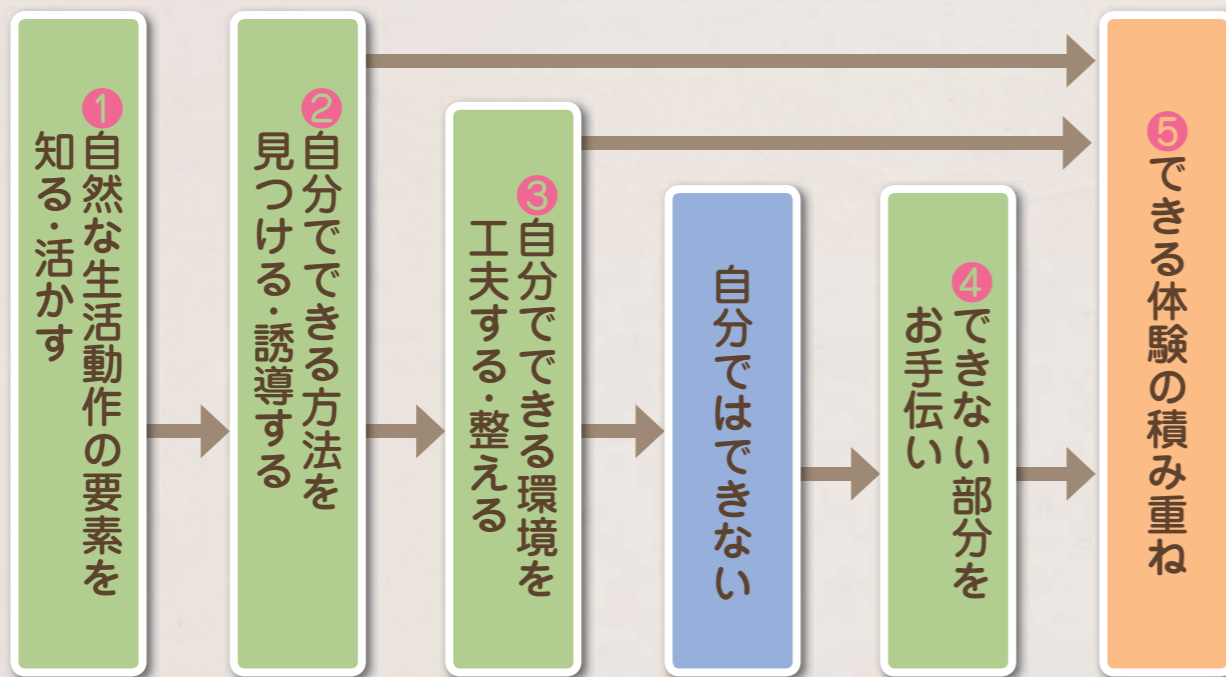 ❶自然な生活動作の要素を
知る・活かす
❷自分でできる方法を
見つける・誘導する
❸自分でできる環境を
工夫する・整える
自分ではできない
❹できない部分を
お手伝い
❺できる体験の積み重ね